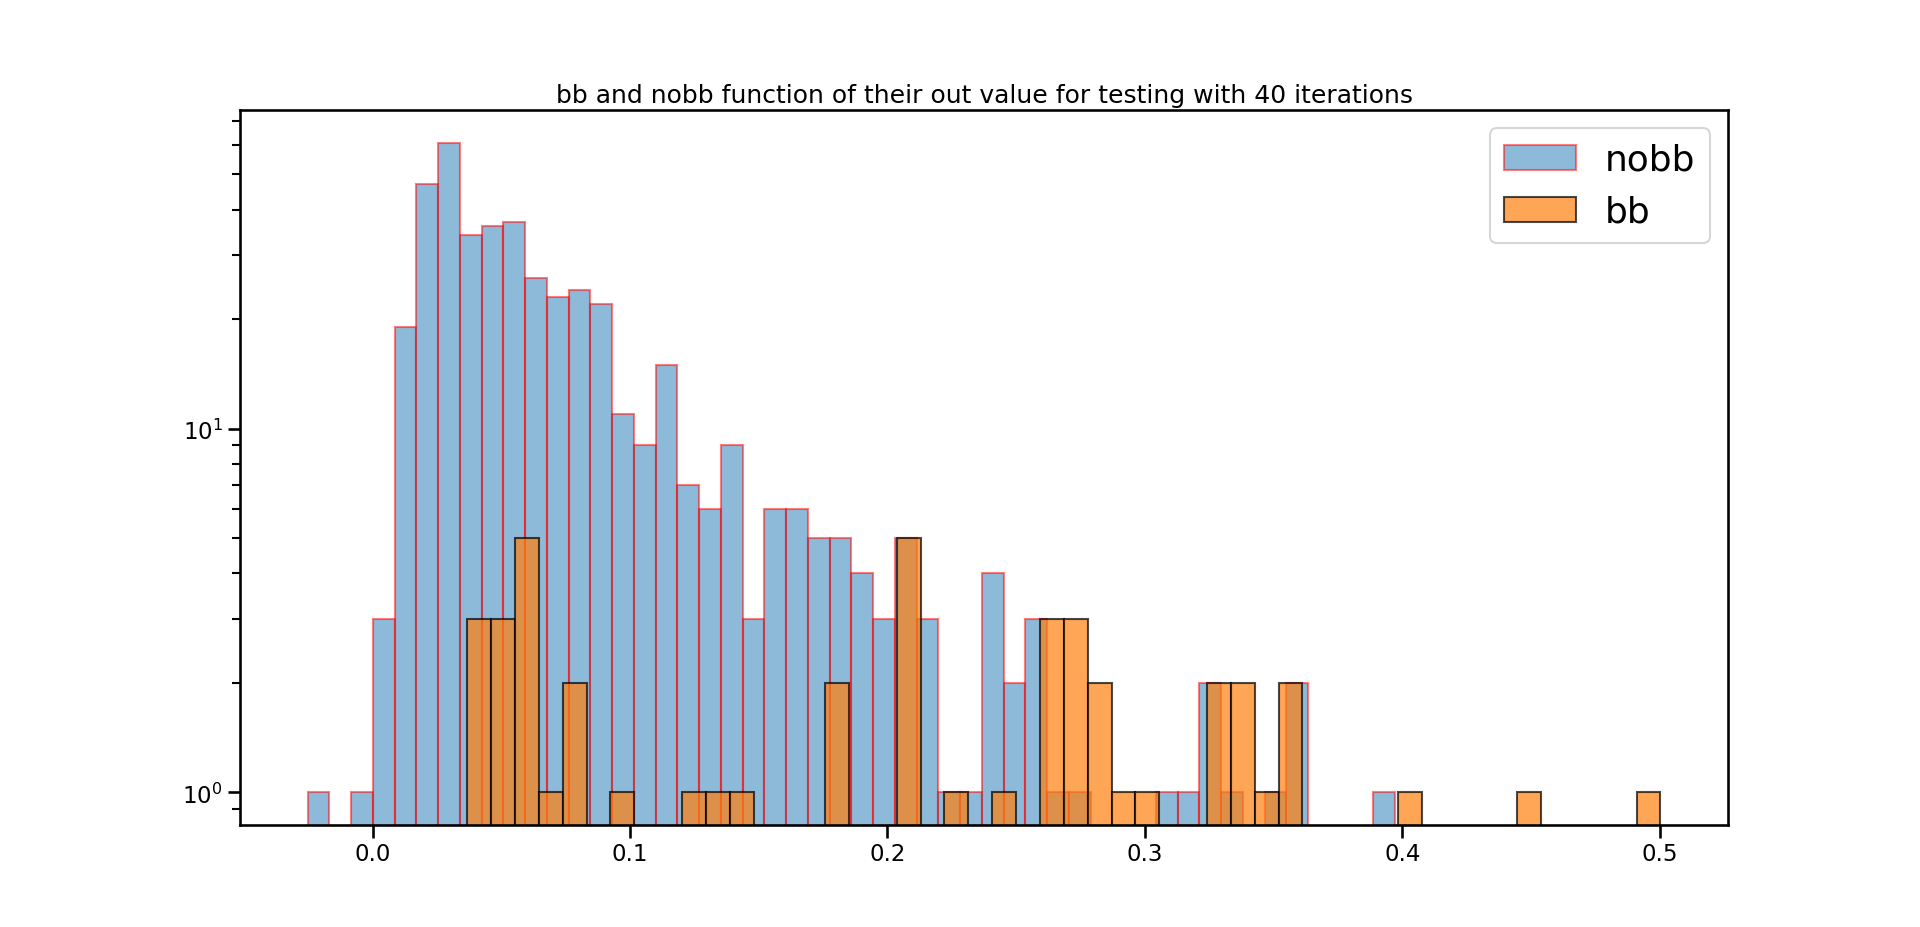 bb and nobb function of their out value for testing with 40 iterations
nobb
bb
10¹
10⁰
0.0 0.1 0.2 0.3 0.4 0.5